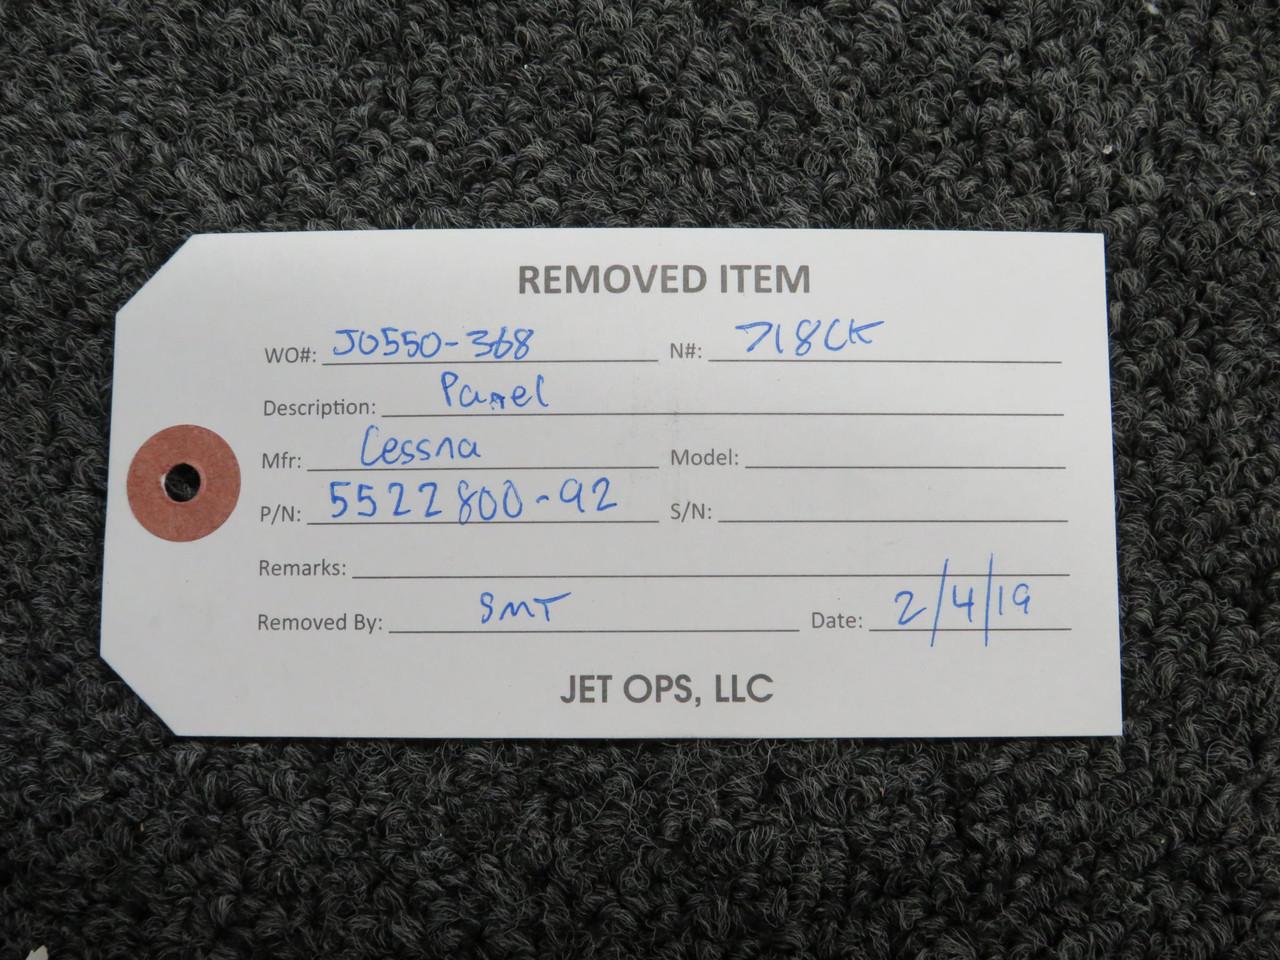 REMOVED ITEM
WO#: JO550-368 N#: 718CK
Description: Panel
Mfr: Cessna Model:
P/N: 5522800-92 S/N:
Remarks:
Removed By: SMT Date: 2/4/19
JET OPS, LLC